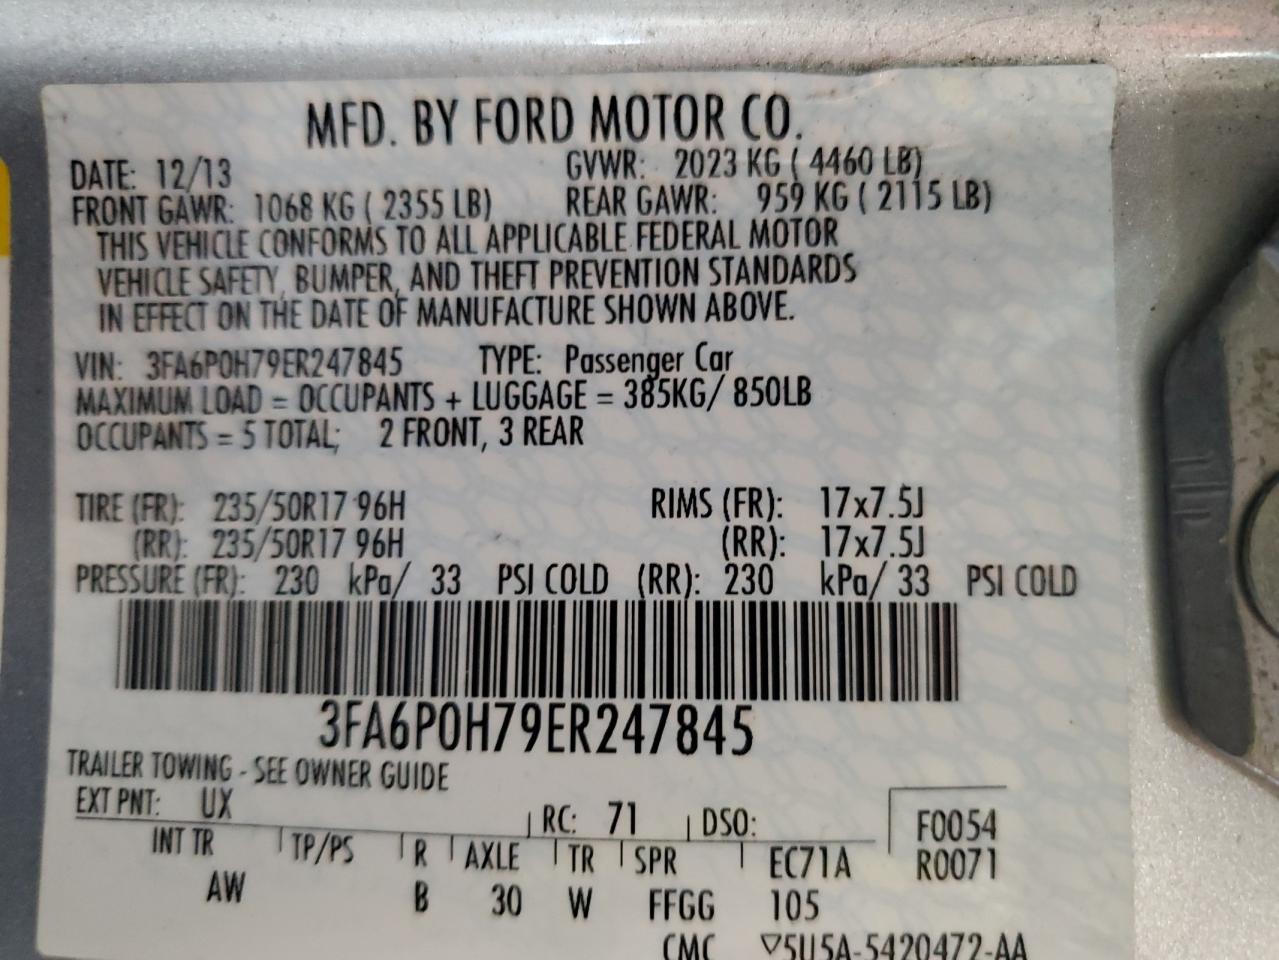 MFD. BY FORD MOTOR CO.
DATE: 12/13 GVWR: 2023 KG ( 4460 LB)
FRONT GAWR: 1068 KG ( 2355 LB) REAR GAWR: 959 KG ( 2115 LB)
THIS VEHICLE CONFORMS TO ALL APPLICABLE FEDERAL MOTOR
VEHICLE SAFETY, BUMPER, AND THEFT PREVENTION STANDARDS
IN EFFECT ON THE DATE OF MANUFACTURE SHOWN ABOVE.
VIN: 3FA6P0H79ER247845 TYPE: Passenger Car
MAXIMUM LOAD = OCCUPANTS + LUGGAGE = 385KG/ 850LB
OCCUPANTS = 5 TOTAL; 2 FRONT, 3 REAR
TIRE (FR): 235/50R17 96H RIMS (FR): 17x7.5J
(RR): 235/50R17 96H (RR): 17x7.5J
PRESSURE (FR): 230 kPa/ 33 PSI COLD (RR): 230 kPa/ 33 PSI COLD
3FA6P0H79ER247845
TRAILER TOWING - SEE OWNER GUIDE
EXT PNT: UX RC: 71 DSO: F0054
INT TR TP/PS R AXLE TR SPR EC71A R0071
AW B 30 W FFGG 105
CMC ▽5U5A-5420472-AA